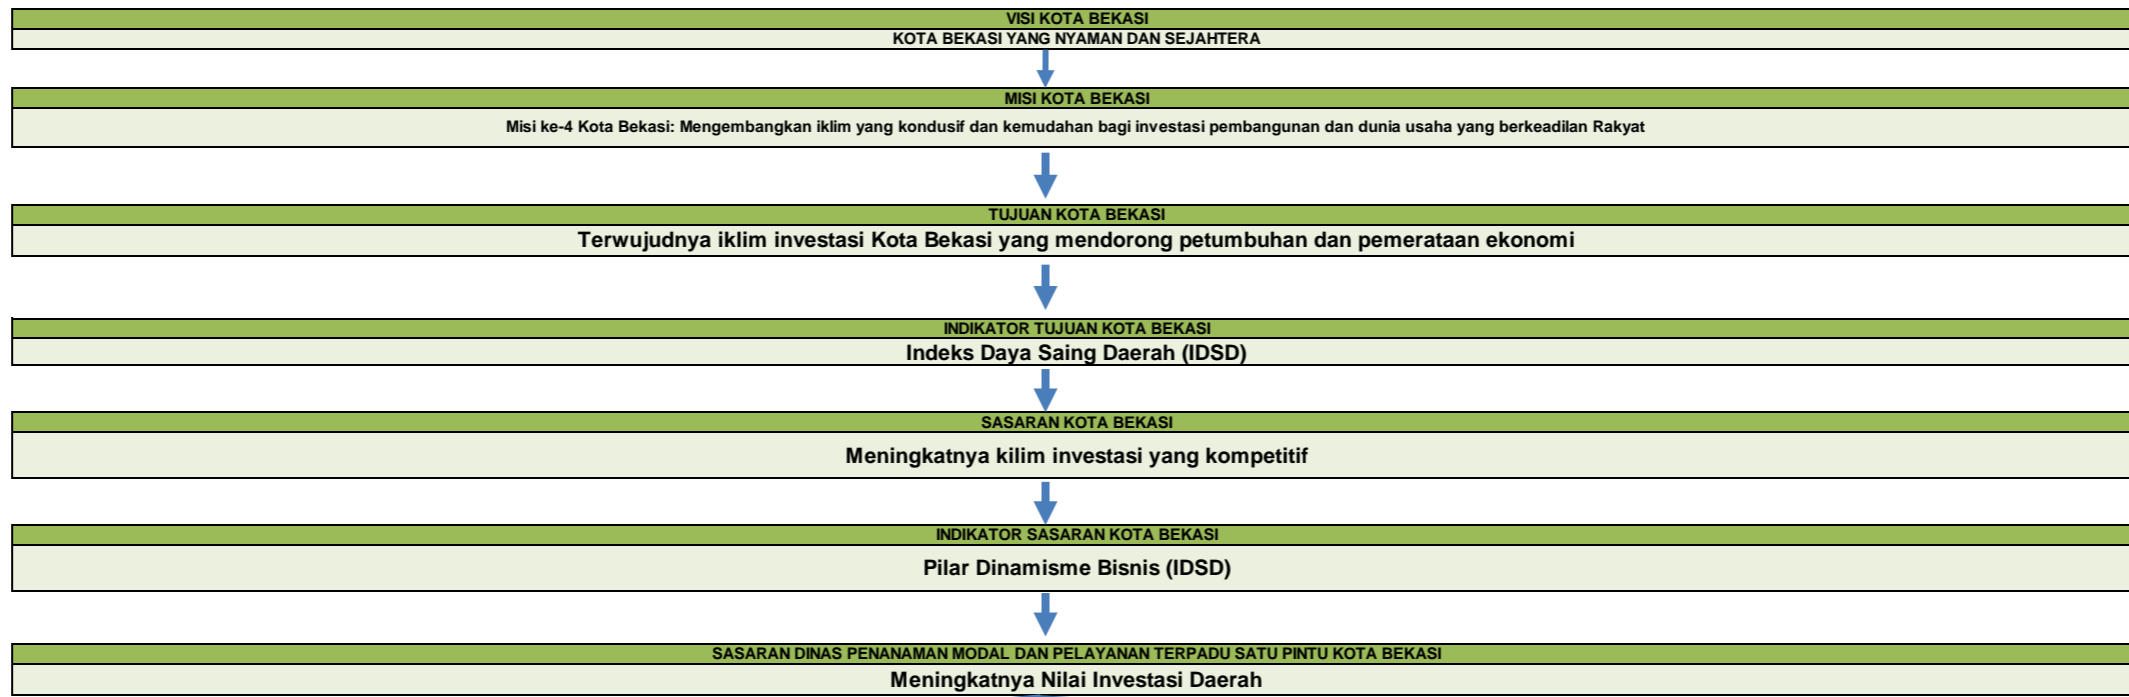 VISI KOTA BEKASI
KOTA BEKASI YANG NYAMAN DAN SEJAHTERA
MISI KOTA BEKASI
Misi ke-4 Kota Bekasi: Mengembangkan iklim yang kondusif dan kemudahan bagi investasi pembangunan dan dunia usaha yang berkeadilan Rakyat
TUJUAN KOTA BEKASI
Terwujudnya iklim investasi Kota Bekasi yang mendorong petumbuhan dan pemerataan ekonomi
INDIKATOR TUJUAN KOTA BEKASI
Indeks Daya Saing Daerah (IDSD)
SASARAN KOTA BEKASI
Meningkatnya kilim investasi yang kompetitif
INDIKATOR SASARAN KOTA BEKASI
Pilar Dinamisme Bisnis (IDSD)
SASARAN DINAS PENANAMAN MODAL DAN PELAYANAN TERPADU SATU PINTU KOTA BEKASI
Meningkatnya Nilai Investasi Daerah